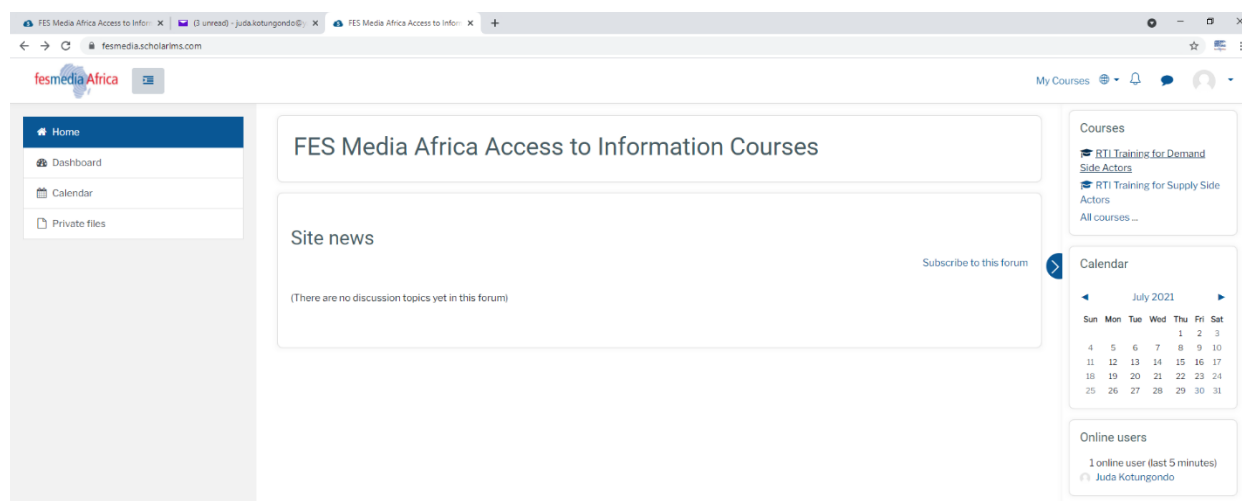 FES Media Africa Access to Inform
(3 unread) - juda.kotungondo@y
FES Media Africa Access to Inform
fesmedia.scholarlms.com
fesmedia Africa
My Courses
Home
Dashboard
Calendar
Private files
FES Media Africa Access to Information Courses
Site news
Subscribe to this forum
(There are no discussion topics yet in this forum)
Courses
RTI Training for Demand
Side Actors
RTI Training for Supply Side
Actors
All courses ...
Calendar
◄ July 2021 ►
Sun Mon Tue Wed Thu Fri Sat
1 2 3
4 5 6 7 8 9 10
11 12 13 14 15 16 17
18 19 20 21 22 23 24
25 26 27 28 29 30 31
Online users
1 online user (last 5 minutes)
Juda Kotungondo